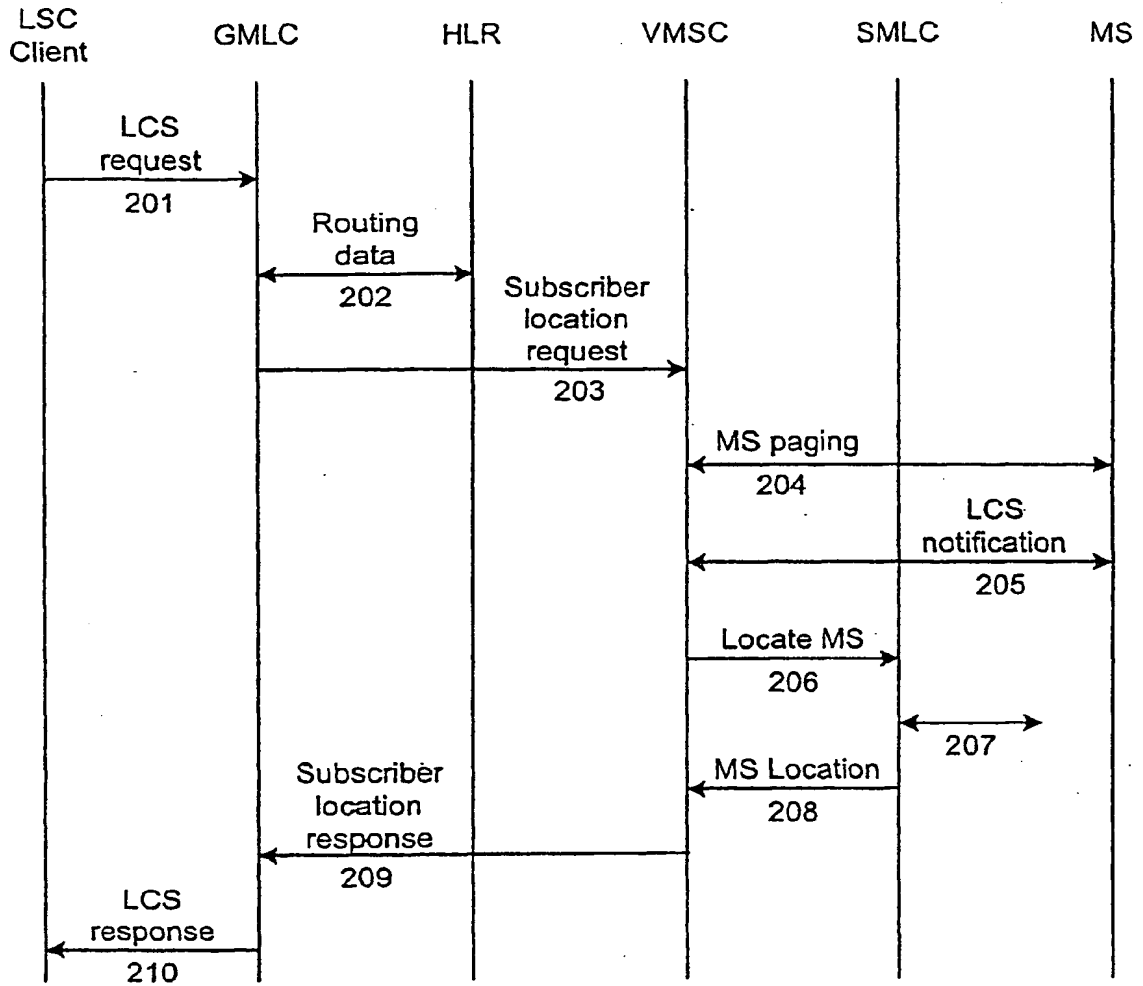 LSC
Client
GMLC
HLR
VMSC
SMLC
MS
LCS
request
201
Routing
data
202
Subscriber
location
request
203
MS paging
204
LCS
notification
205
Locate MS
206
207
MS Location
208
Subscriber
location
response
209
LCS
response
210